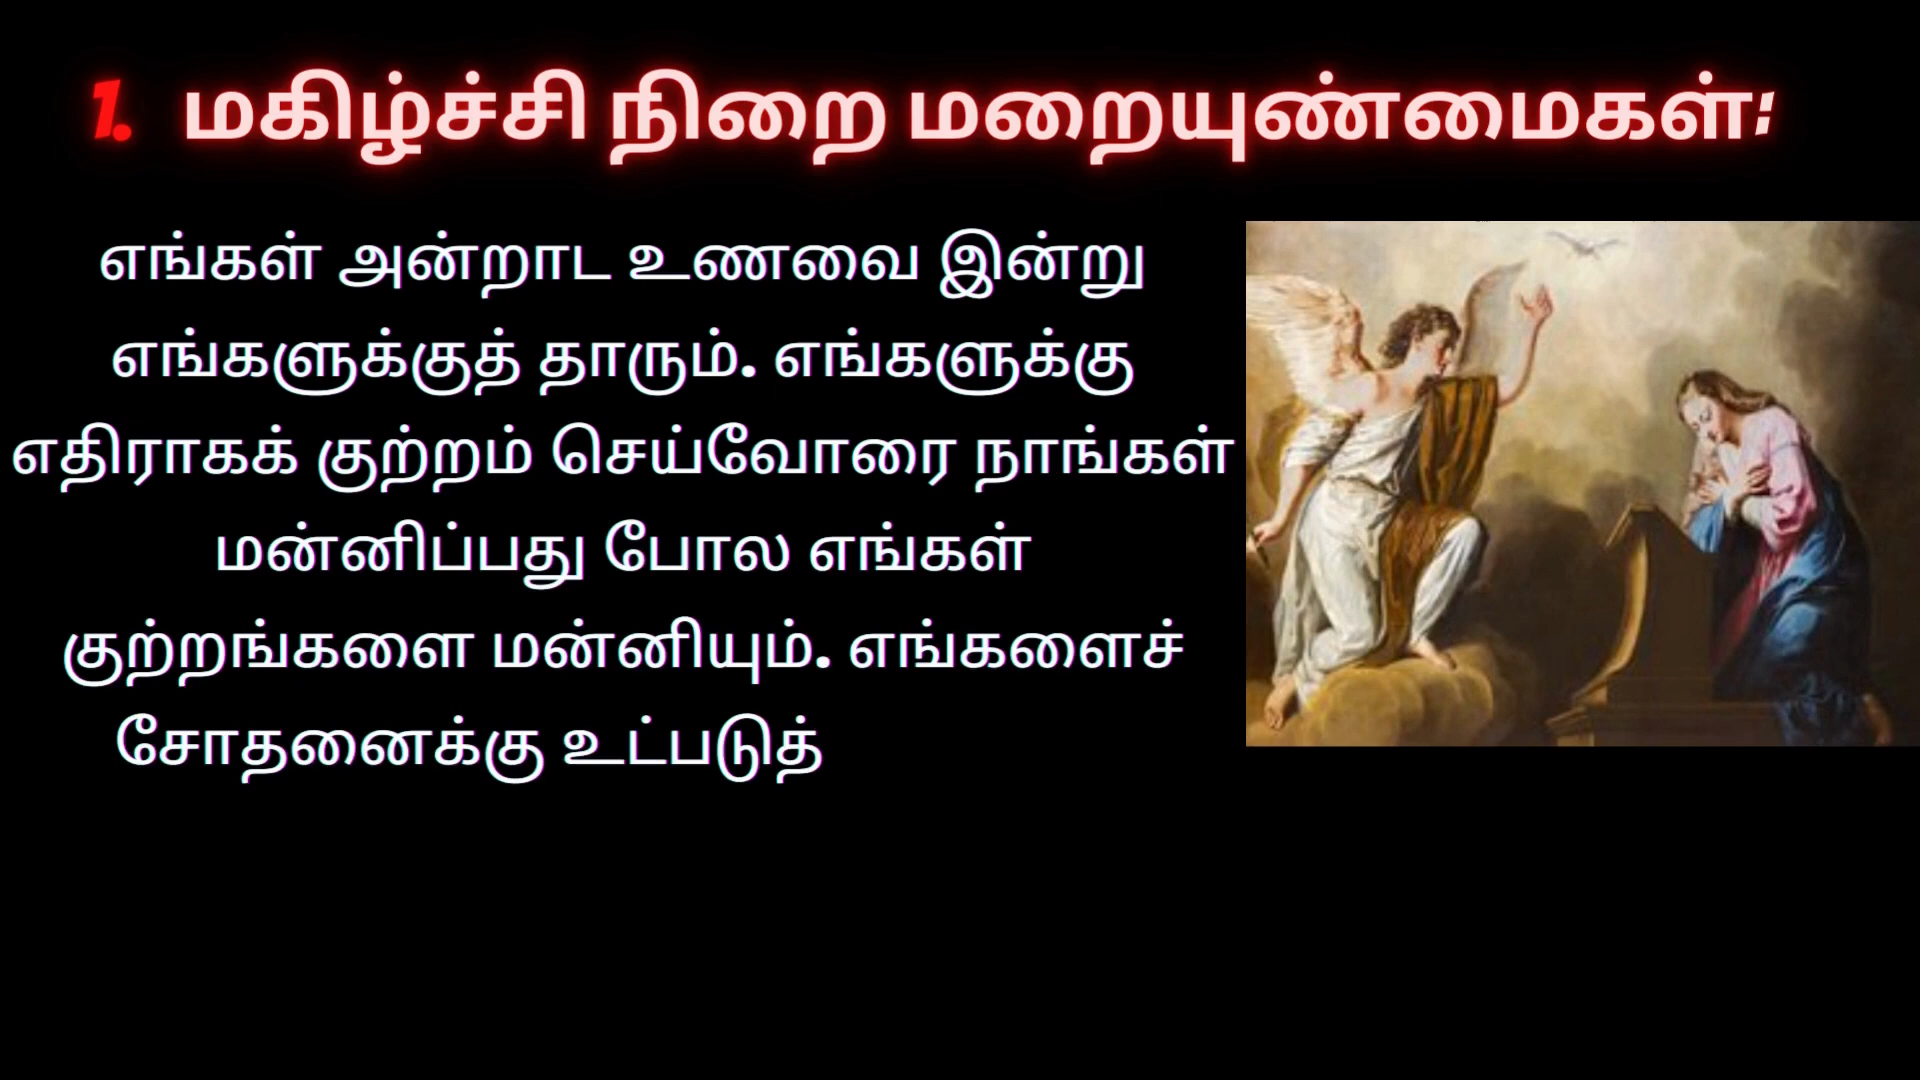 1. மகிழ்ச்சி நிறை மறையுண்மைகள்:
எங்கள் அன்றாட உணவை இன்று
எங்களுக்குத் தாரும். எங்களுக்கு
எதிராகக் குற்றம் செய்வோரை நாங்கள்
மன்னிப்பது போல எங்கள்
குற்றங்களை மன்னியும். எங்களைச்
சோதனைக்கு உட்படுத்